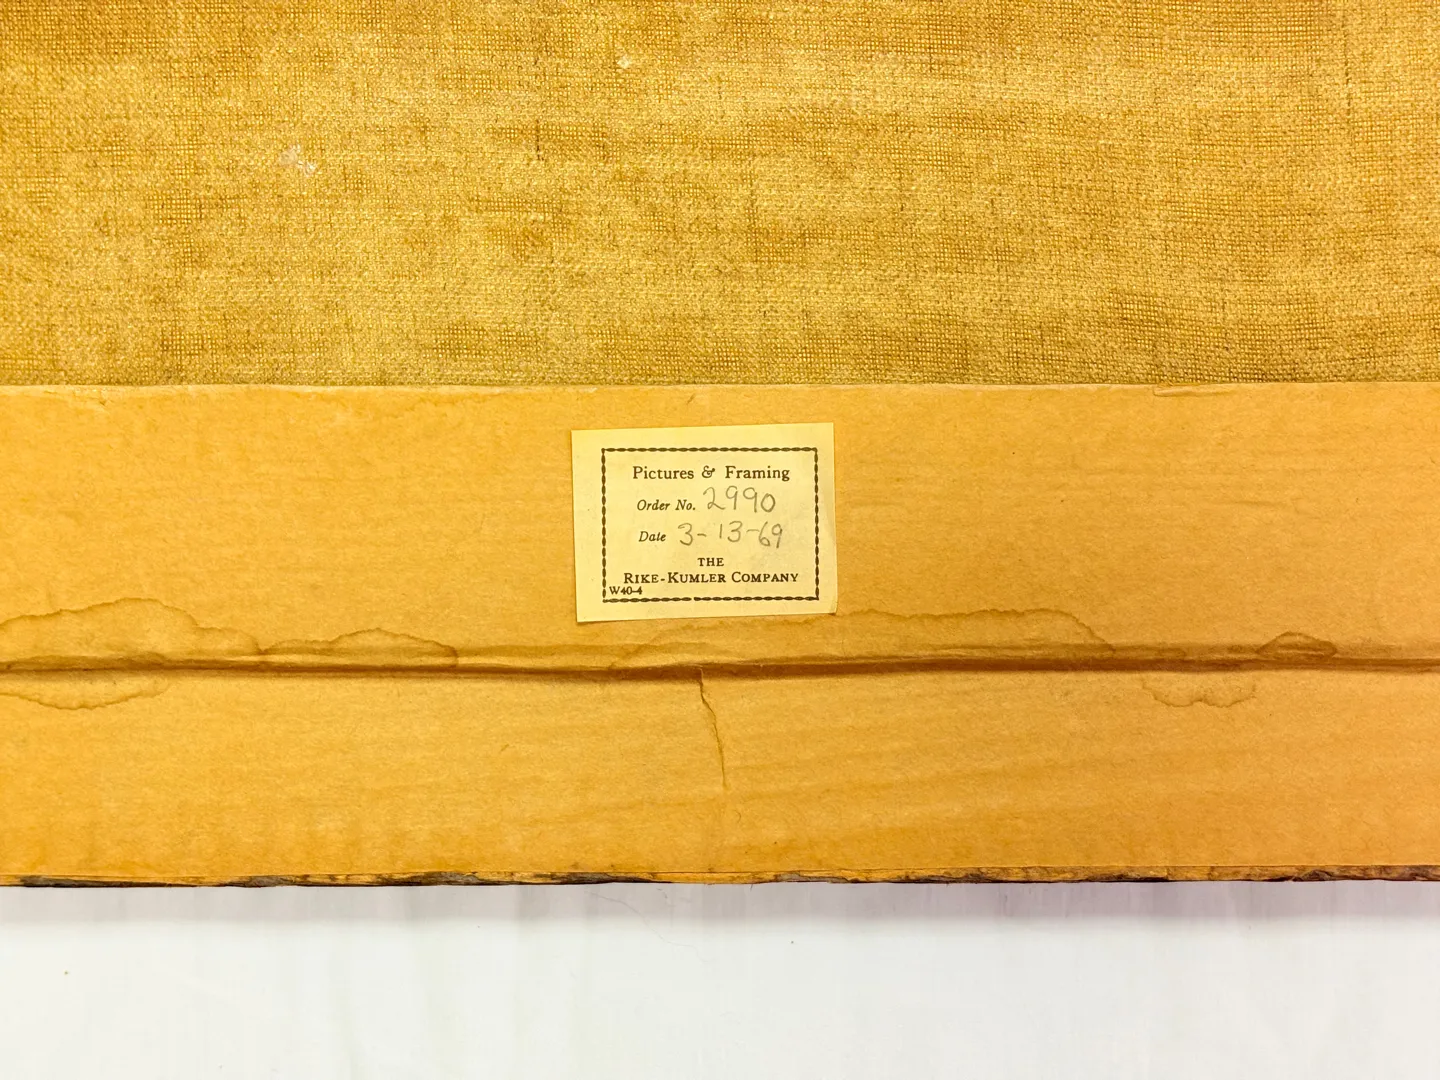 Pictures & Framing
Order No. 2990
Date 3-13-69
THE
RIKE-KUMLER COMPANY
W40-4